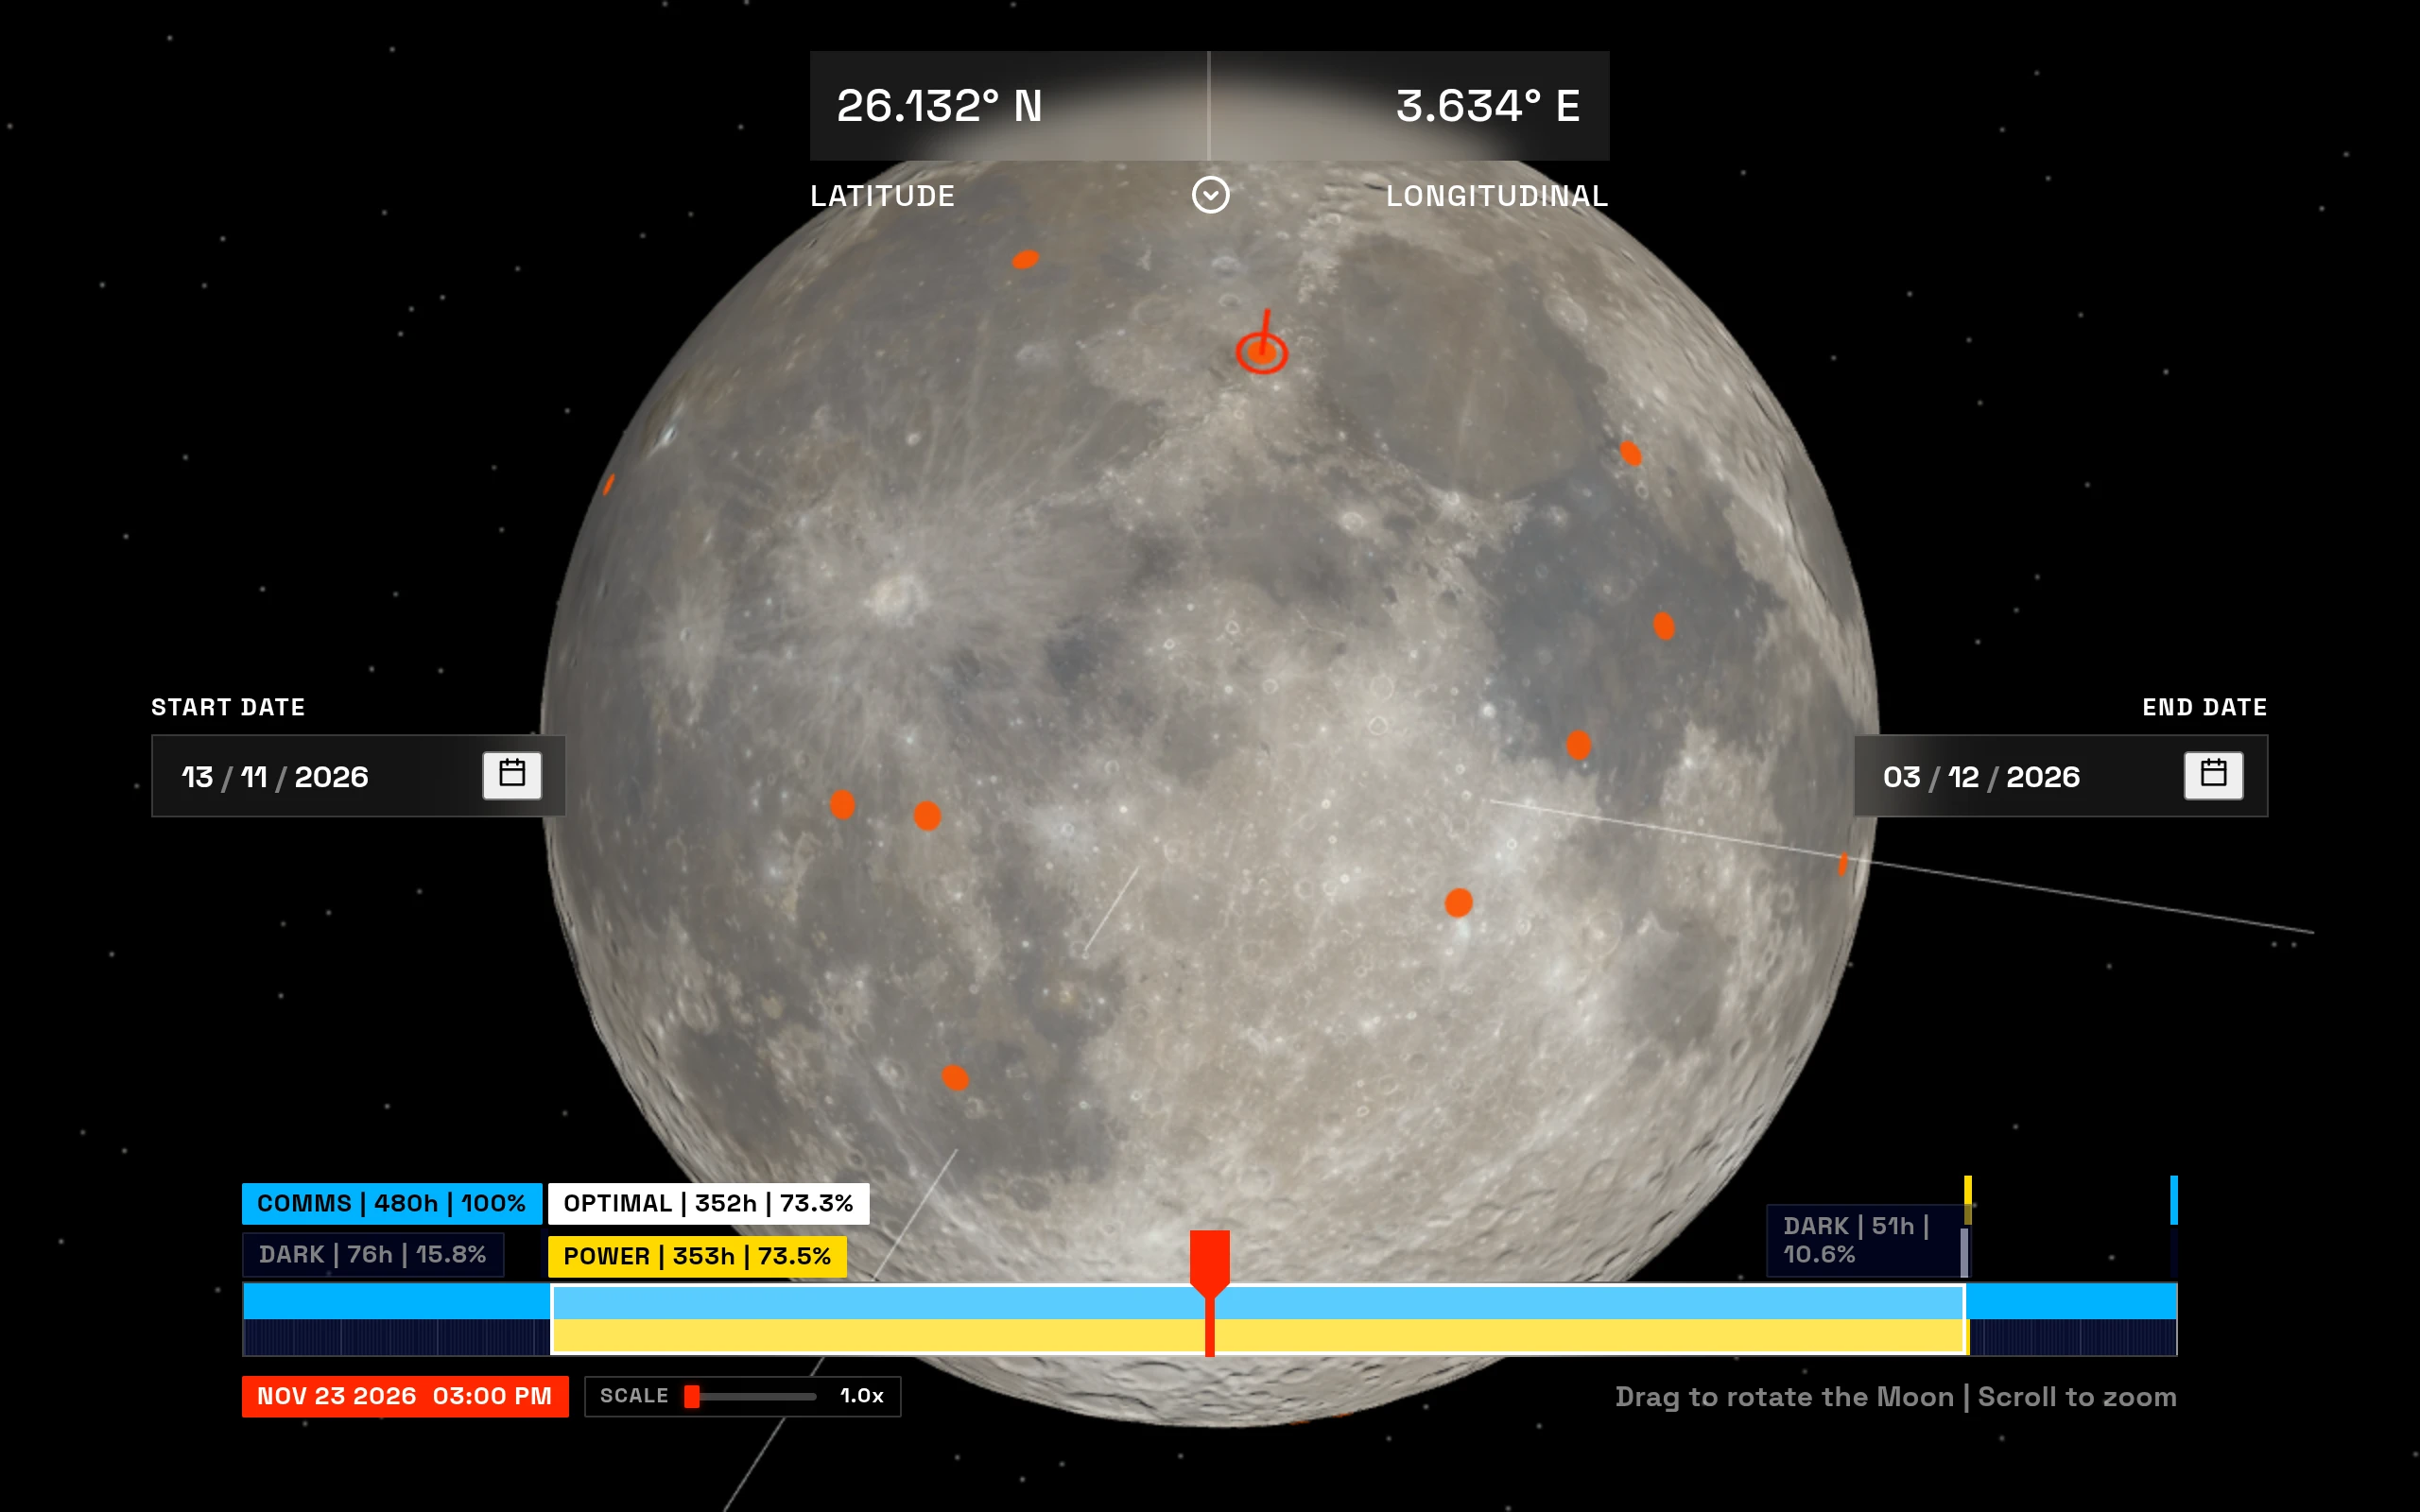 26.132° N
3.634° E
LATITUDE
LONGITUDINAL
START DATE
13 / 11 / 2026
END DATE
03 / 12 / 2026
COMMS | 480h | 100%
OPTIMAL | 352h | 73.3%
DARK | 76h | 15.8%
POWER | 353h | 73.5%
DARK | 51h |
10.6%
NOV 23 2026 03:00 PM
SCALE
1.0x
Drag to rotate the Moon | Scroll to zoom